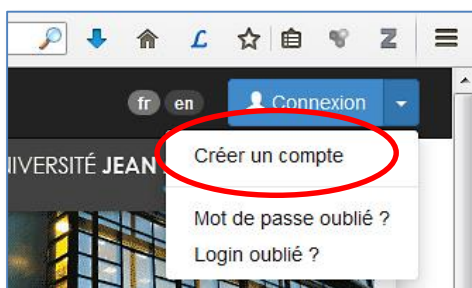 fr en Connexion
Créer un compte
IVERSITÉ JEAN
Mot de passe oublié ?
Login oublié ?